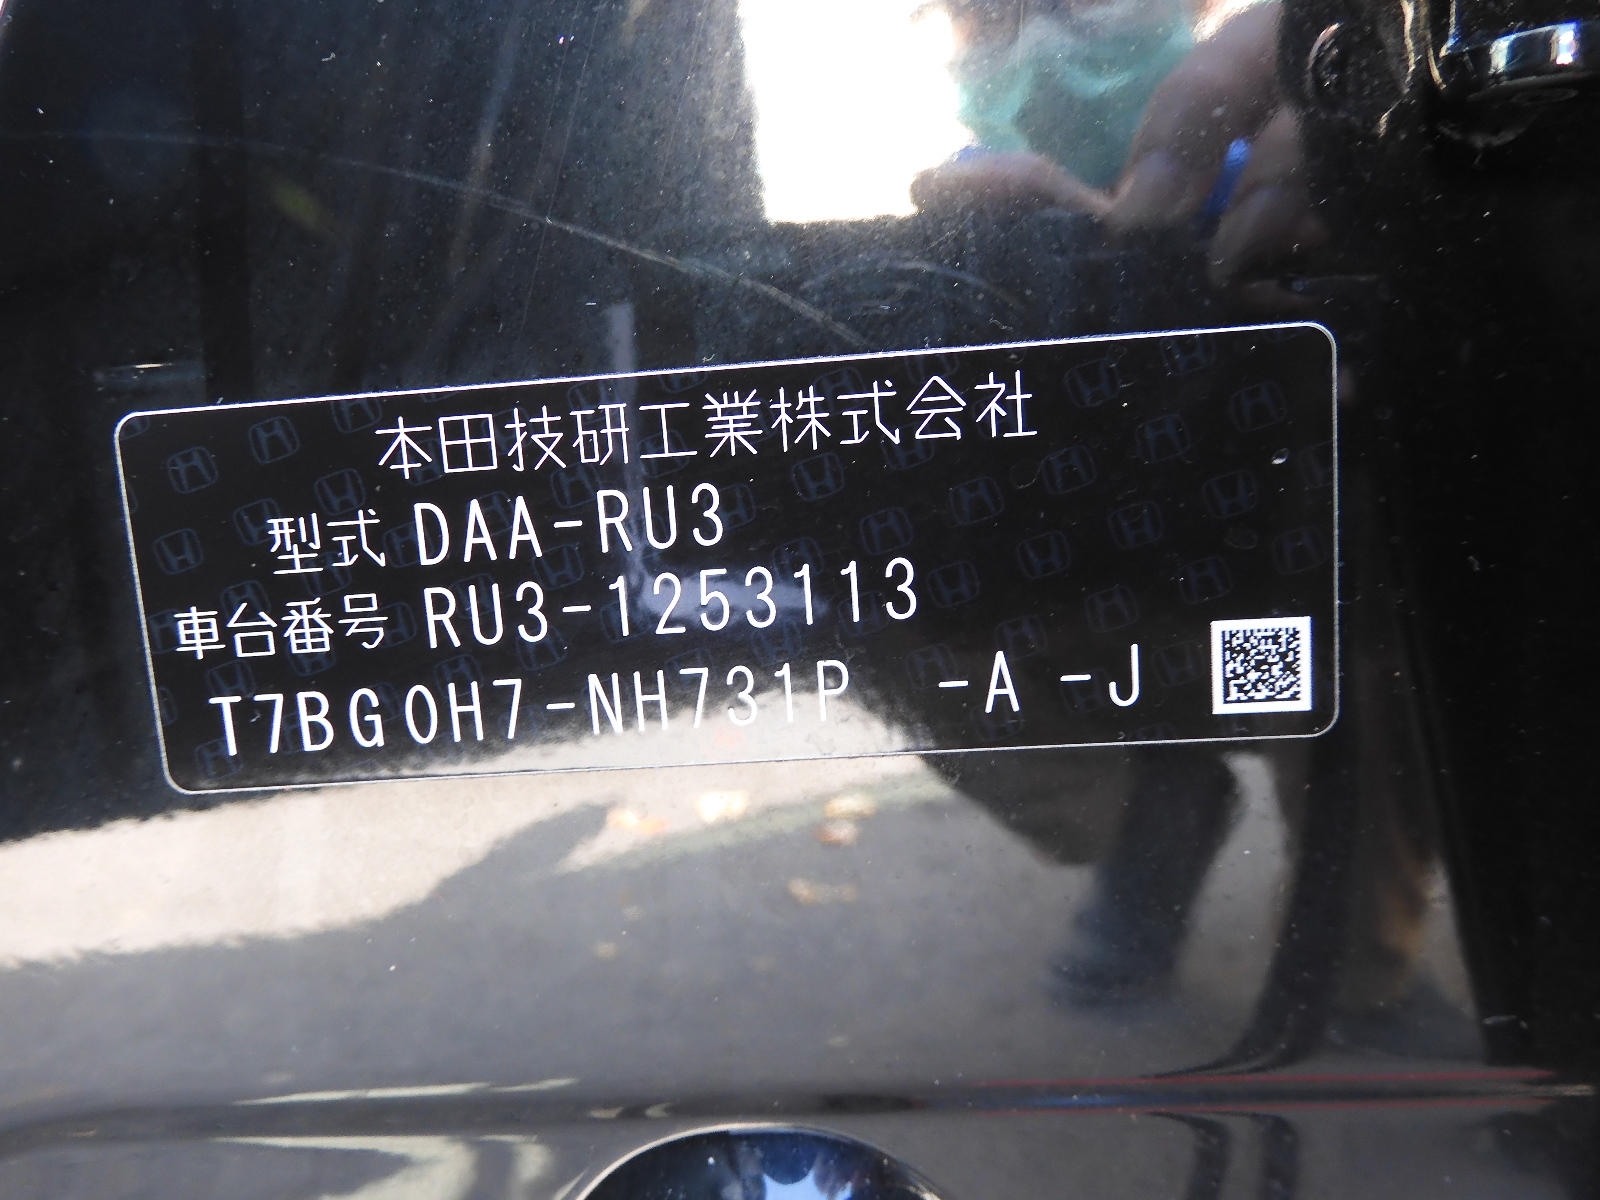 本田技研工業株式会社
型式 DAA-RU3
車台番号 RU3-1253113
T7BG0H7-NH731P -A -J